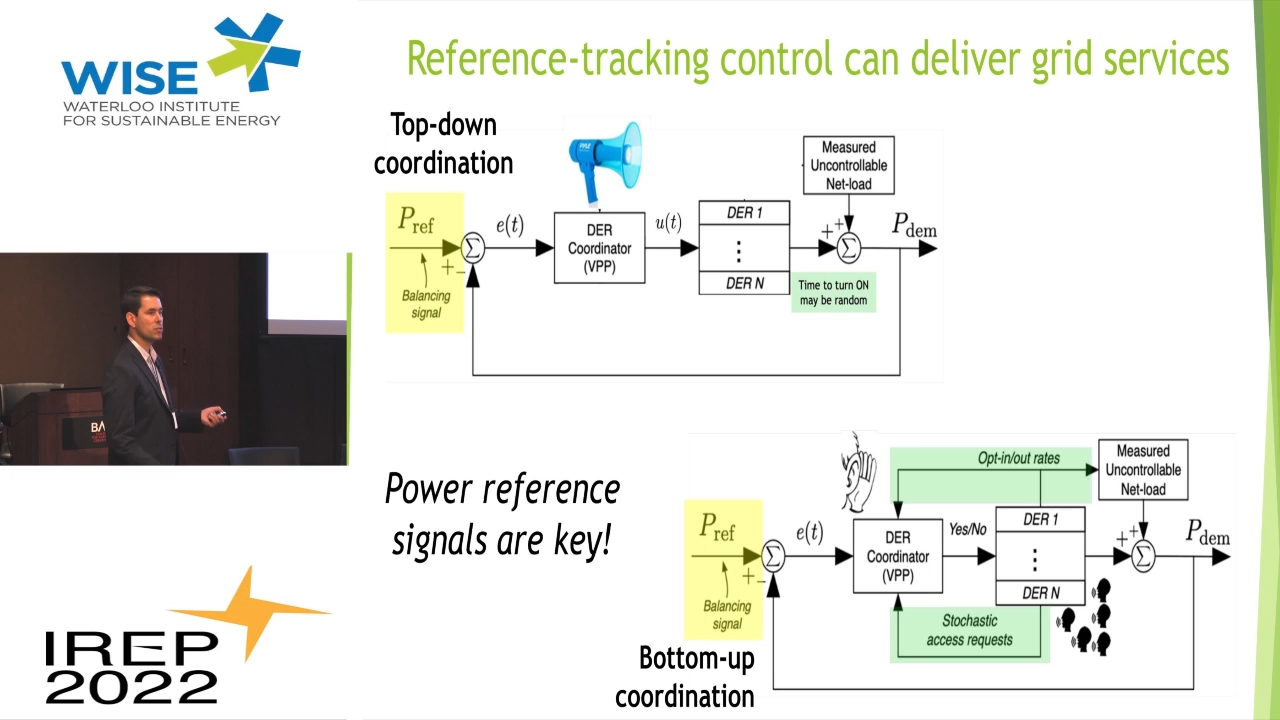 WISE
WATERLOO INSTITUTE
FOR SUSTAINABLE ENERGY
Reference-tracking control can deliver grid services
Top-down
coordination
P_ref
+
−
Balancing
signal
Σ
e(t)
DER
Coordinator
(VPP)
u(t)
DER 1
⋮
DER N
Measured
Uncontrollable
Net-load
+
+
Σ
P_dem
Time to turn ON
may be random
Power reference
signals are key!
Opt-in/out rates
Measured
Uncontrollable
Net-load
P_ref
+
−
Balancing
signal
Σ
e(t)
DER
Coordinator
(VPP)
Yes/No
DER 1
⋮
DER N
+
+
Σ
P_dem
Stochastic
access requests
Bottom-up
coordination
IREP
2022
BA